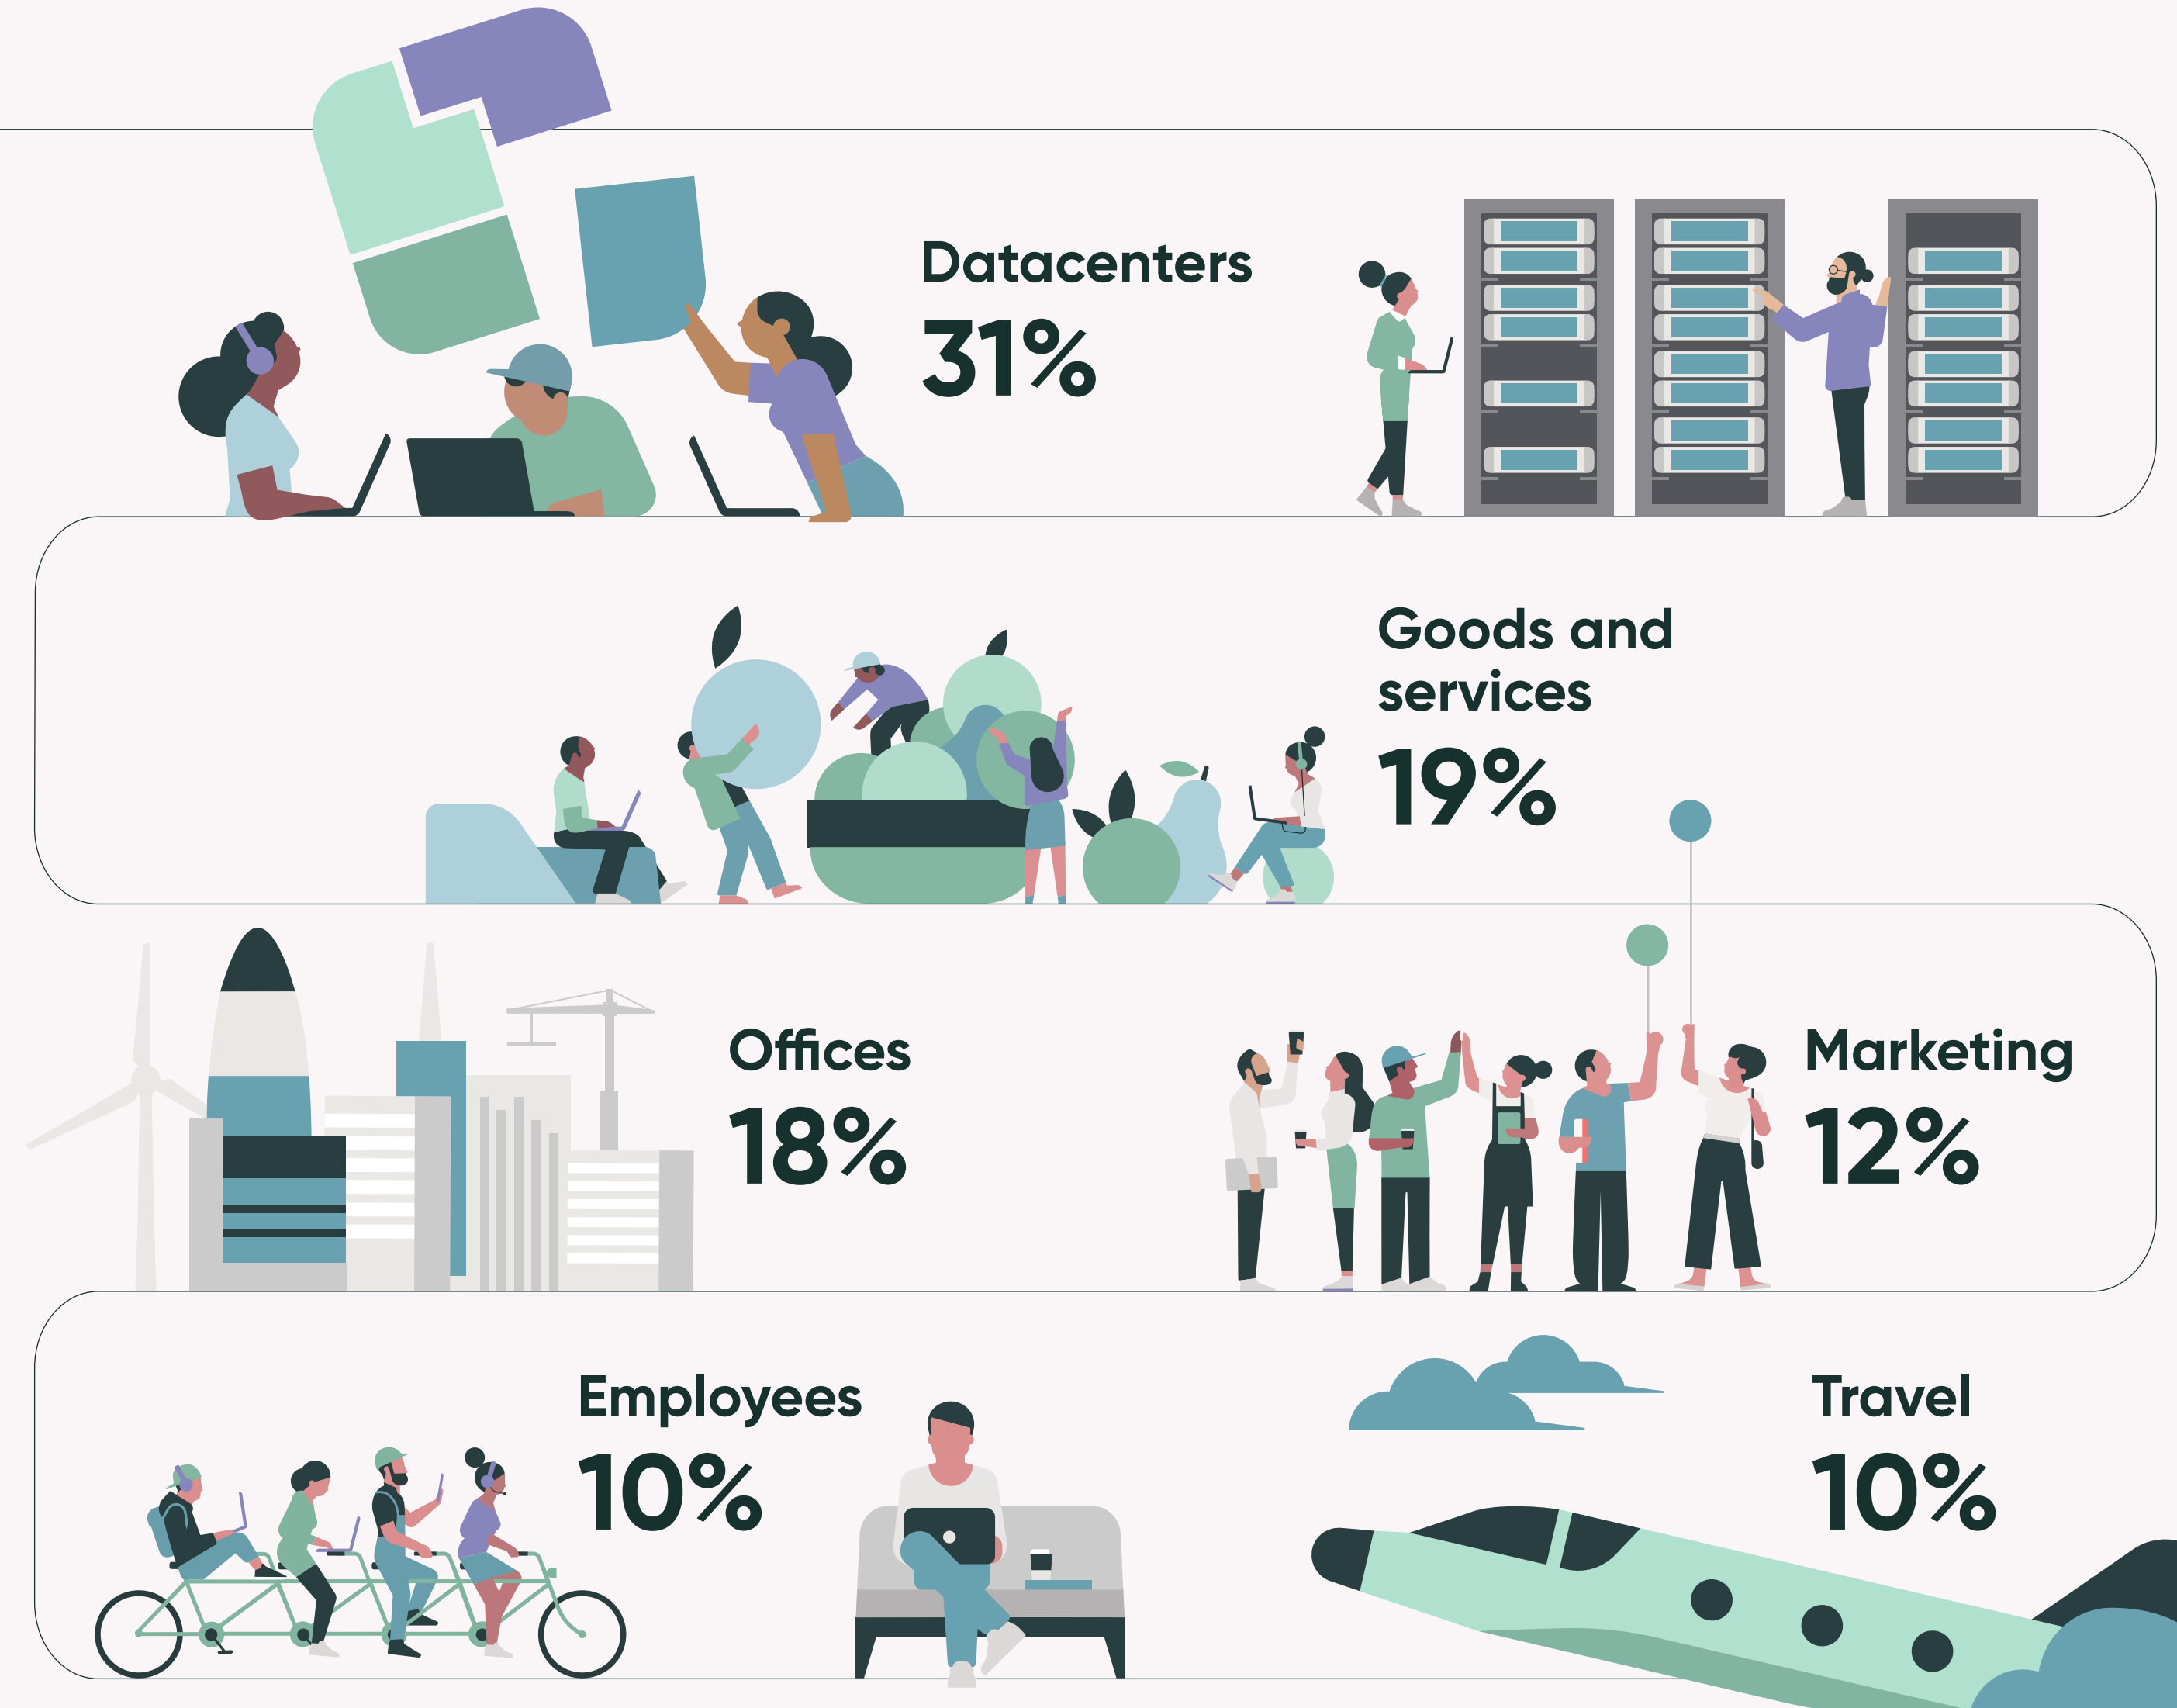 Datacenters
31%
Goods and
services
19%
Offices
18%
Marketing
12%
Employees
10%
Travel
10%